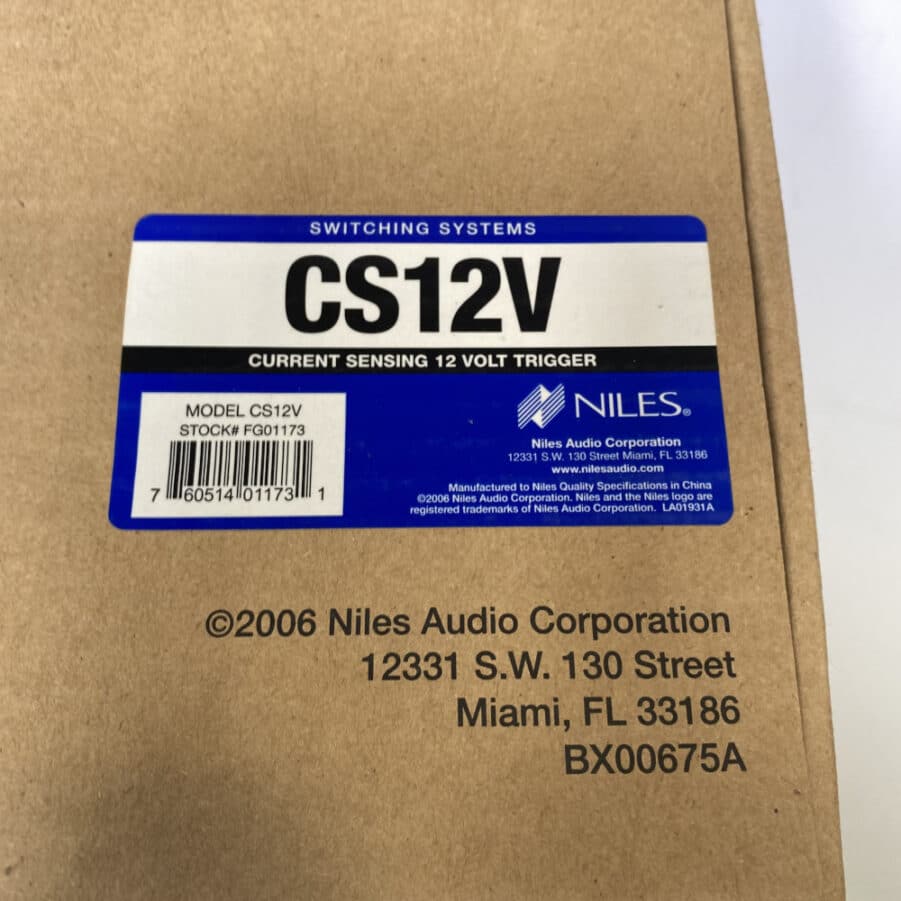 SWITCHING SYSTEMS
CS12V
CURRENT SENSING 12 VOLT TRIGGER
MODEL CS12V
STOCK# FG01173
7 60514 01173 1
NILES®
Niles Audio Corporation
12331 S.W. 130 Street Miami, FL 33186
www.nilesaudio.com
Manufactured to Niles Quality Specifications in China
©2006 Niles Audio Corporation. Niles and the Niles logo are
registered trademarks of Niles Audio Corporation. LA01931A
©2006 Niles Audio Corporation
12331 S.W. 130 Street
Miami, FL 33186
BX00675A